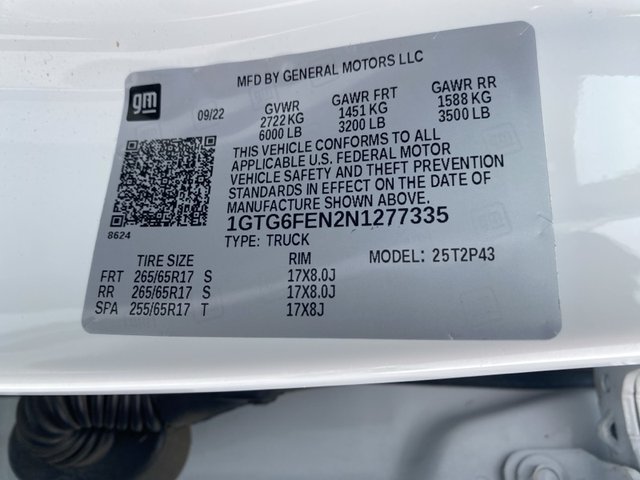 MFD BY GENERAL MOTORS LLC
gm
09/22
GVWR GAWR FRT GAWR RR
2722 KG 1451 KG 1588 KG
6000 LB 3200 LB 3500 LB
THIS VEHICLE CONFORMS TO ALL
APPLICABLE U.S. FEDERAL MOTOR
VEHICLE SAFETY AND THEFT PREVENTION
STANDARDS IN EFFECT ON THE DATE
OF MANUFACTURE SHOWN ABOVE.
1GTG6FEN2N1277335
8624
TYPE: TRUCK MODEL: 25T2P43
TIRE SIZE RIM
FRT 265/65R17 S 17X8.0J
RR 265/65R17 S 17X8.0J
SPA 255/65R17 T 17X8J